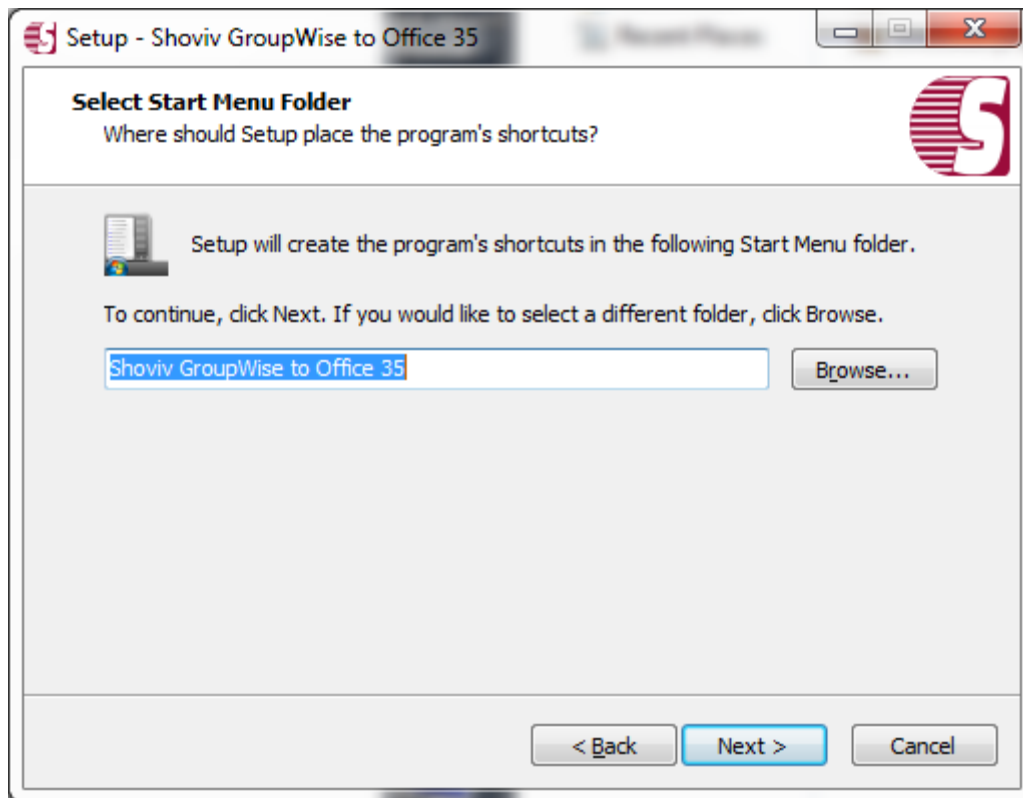 Setup - Shoviv GroupWise to Office 35
Recent Places
Select Start Menu Folder
Where should Setup place the program's shortcuts?
Setup will create the program's shortcuts in the following Start Menu folder.
To continue, click Next. If you would like to select a different folder, click Browse.
Shoviv GroupWise to Office 35
Browse...
< Back
Next >
Cancel